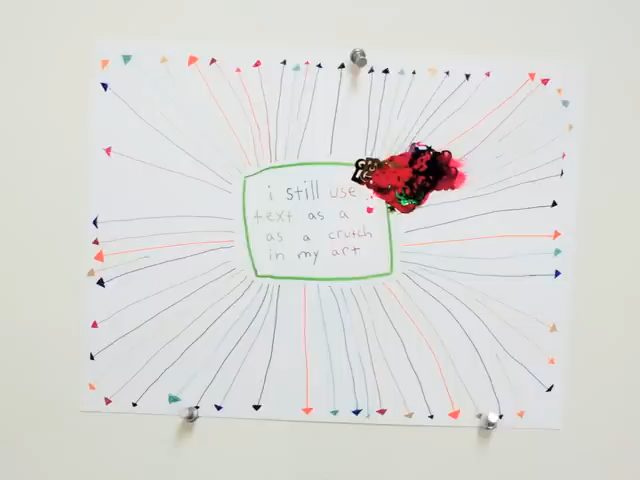 i still use
text as a
as a crutch
in my art